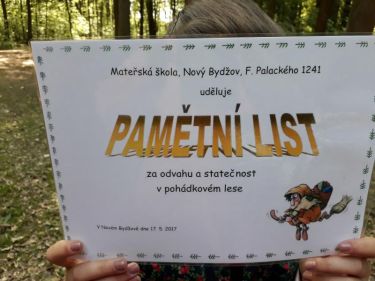 Mateřská škola, Nový Bydžov, F. Palackého 1241
uděluje
PAMĚTNÍ LIST
za odvahu a statečnost
v pohádkovém lese
V Novém Bydžově dne 17. 5. 2017